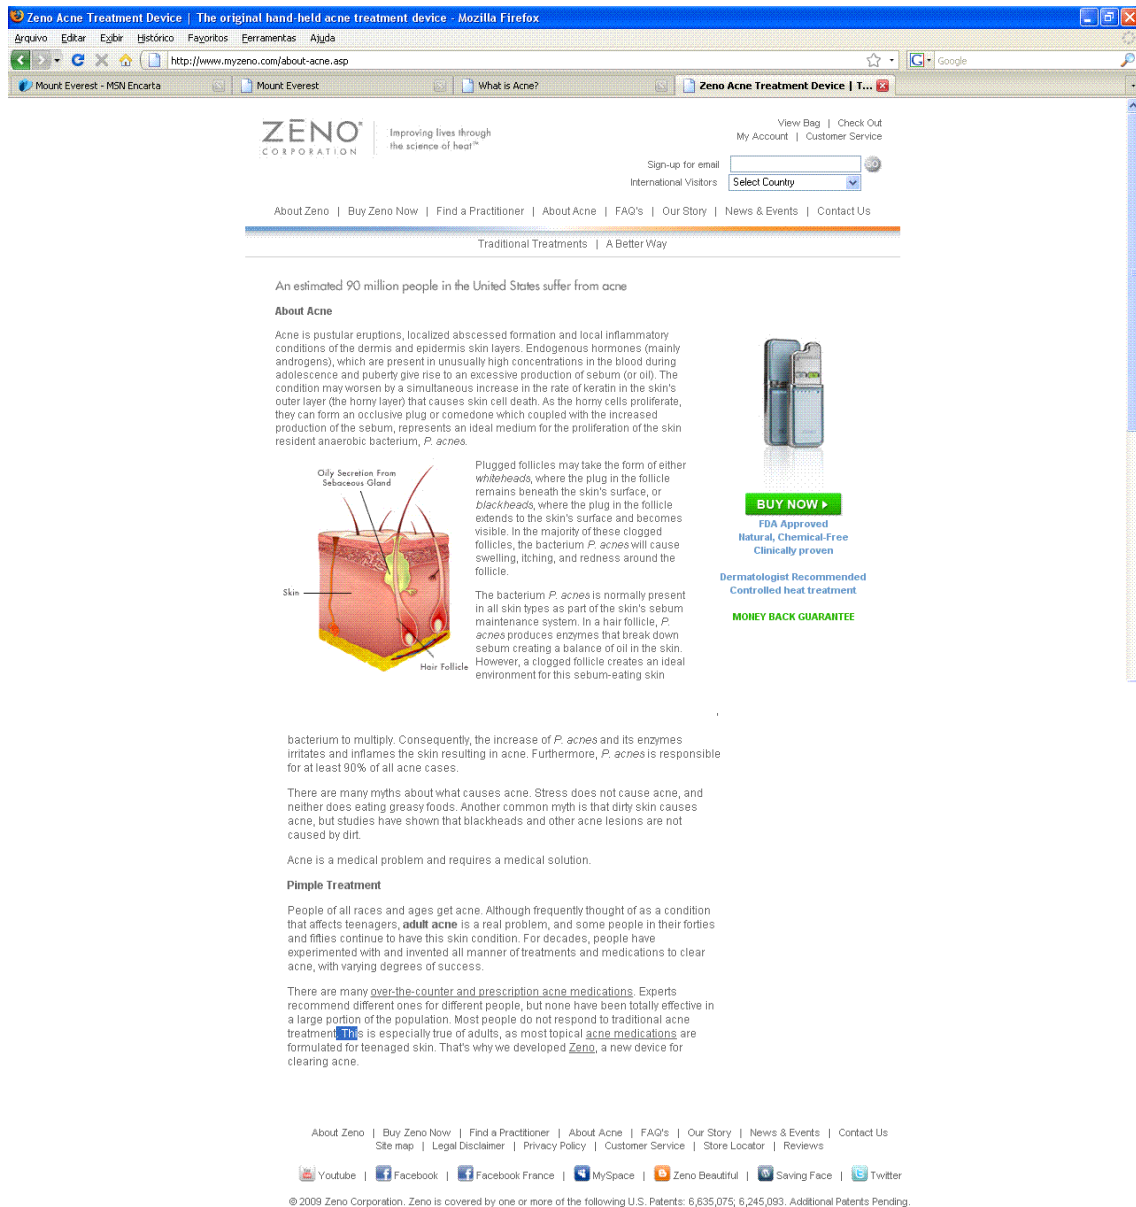 Zeno Acne Treatment Device | The original hand-held acne treatment device - Mozilla Firefox
Arquivo Editar Exibir Histórico Favoritos Ferramentas Ajuda
http://www.myzeno.com/about-acne.asp
Google
Mount Everest - MSN Encarta
Mount Everest
What is Acne?
Zeno Acne Treatment Device | T...
ZENO
CORPORATION
Improving lives through
the science of heat℠
View Bag | Check Out
My Account | Customer Service
Sign-up for email
GO
International Visitors Select Country
About Zeno | Buy Zeno Now | Find a Practitioner | About Acne | FAQ's | Our Story | News & Events | Contact Us
Traditional Treatments | A Better Way
An estimated 90 million people in the United States suffer from acne
About Acne
Acne is pustular eruptions, localized abscessed formation and local inflammatory
conditions of the dermis and epidermis skin layers. Endogenous hormones (mainly
androgens), which are present in unusually high concentrations in the blood during
adolescence and puberty give rise to an excessive production of sebum (or oil). The
condition may worsen by a simultaneous increase in the rate of keratin in the skin's
outer layer (the horny layer) that causes skin cell death. As the horny cells proliferate,
they can form an occlusive plug or comedone which coupled with the increased
production of the sebum, represents an ideal medium for the proliferation of the skin
resident anaerobic bacterium, P. acnes.
Oily Secretion From
Sebaceous Gland
Skin
Hair Follicle
Plugged follicles may take the form of either
whiteheads, where the plug in the follicle
remains beneath the skin's surface, or
blackheads, where the plug in the follicle
extends to the skin's surface and becomes
visible. In the majority of these clogged
follicles, the bacterium P. acnes will cause
swelling, itching, and redness around the
follicle.
The bacterium P. acnes is normally present
in all skin types as part of the skin's sebum
maintenance system. In a hair follicle, P.
acnes produces enzymes that break down
sebum creating a balance of oil in the skin.
However, a clogged follicle creates an ideal
environment for this sebum-eating skin
BUY NOW
FDA Approved
Natural, Chemical-Free
Clinically proven
Dermatologist Recommended
Controlled heat treatment
MONEY BACK GUARANTEE
bacterium to multiply. Consequently, the increase of P. acnes and its enzymes
irritates and inflames the skin resulting in acne. Furthermore, P. acnes is responsible
for at least 90% of all acne cases.
There are many myths about what causes acne. Stress does not cause acne, and
neither does eating greasy foods. Another common myth is that dirty skin causes
acne, but studies have shown that blackheads and other acne lesions are not
caused by dirt.
Acne is a medical problem and requires a medical solution.
Pimple Treatment
People of all races and ages get acne. Although frequently thought of as a condition
that affects teenagers, adult acne is a real problem, and some people in their forties
and fifties continue to have this skin condition. For decades, people have
experimented with and invented all manner of treatments and medications to clear
acne, with varying degrees of success.
There are many over-the-counter and prescription acne medications. Experts
recommend different ones for different people, but none have been totally effective in
a large portion of the population. Most people do not respond to traditional acne
treatment. This is especially true of adults, as most topical acne medications are
formulated for teenaged skin. That's why we developed Zeno, a new device for
clearing acne.
About Zeno | Buy Zeno Now | Find a Practitioner | About Acne | FAQ's | Our Story | News & Events | Contact Us
Site map | Legal Disclaimer | Privacy Policy | Customer Service | Store Locator | Reviews
Youtube | Facebook | Facebook France | MySpace | Zeno Beautiful | Saving Face | Twitter
© 2009 Zeno Corporation. Zeno is covered by one or more of the following U.S. Patents: 6,635,075; 6,245,093. Additional Patents Pending.